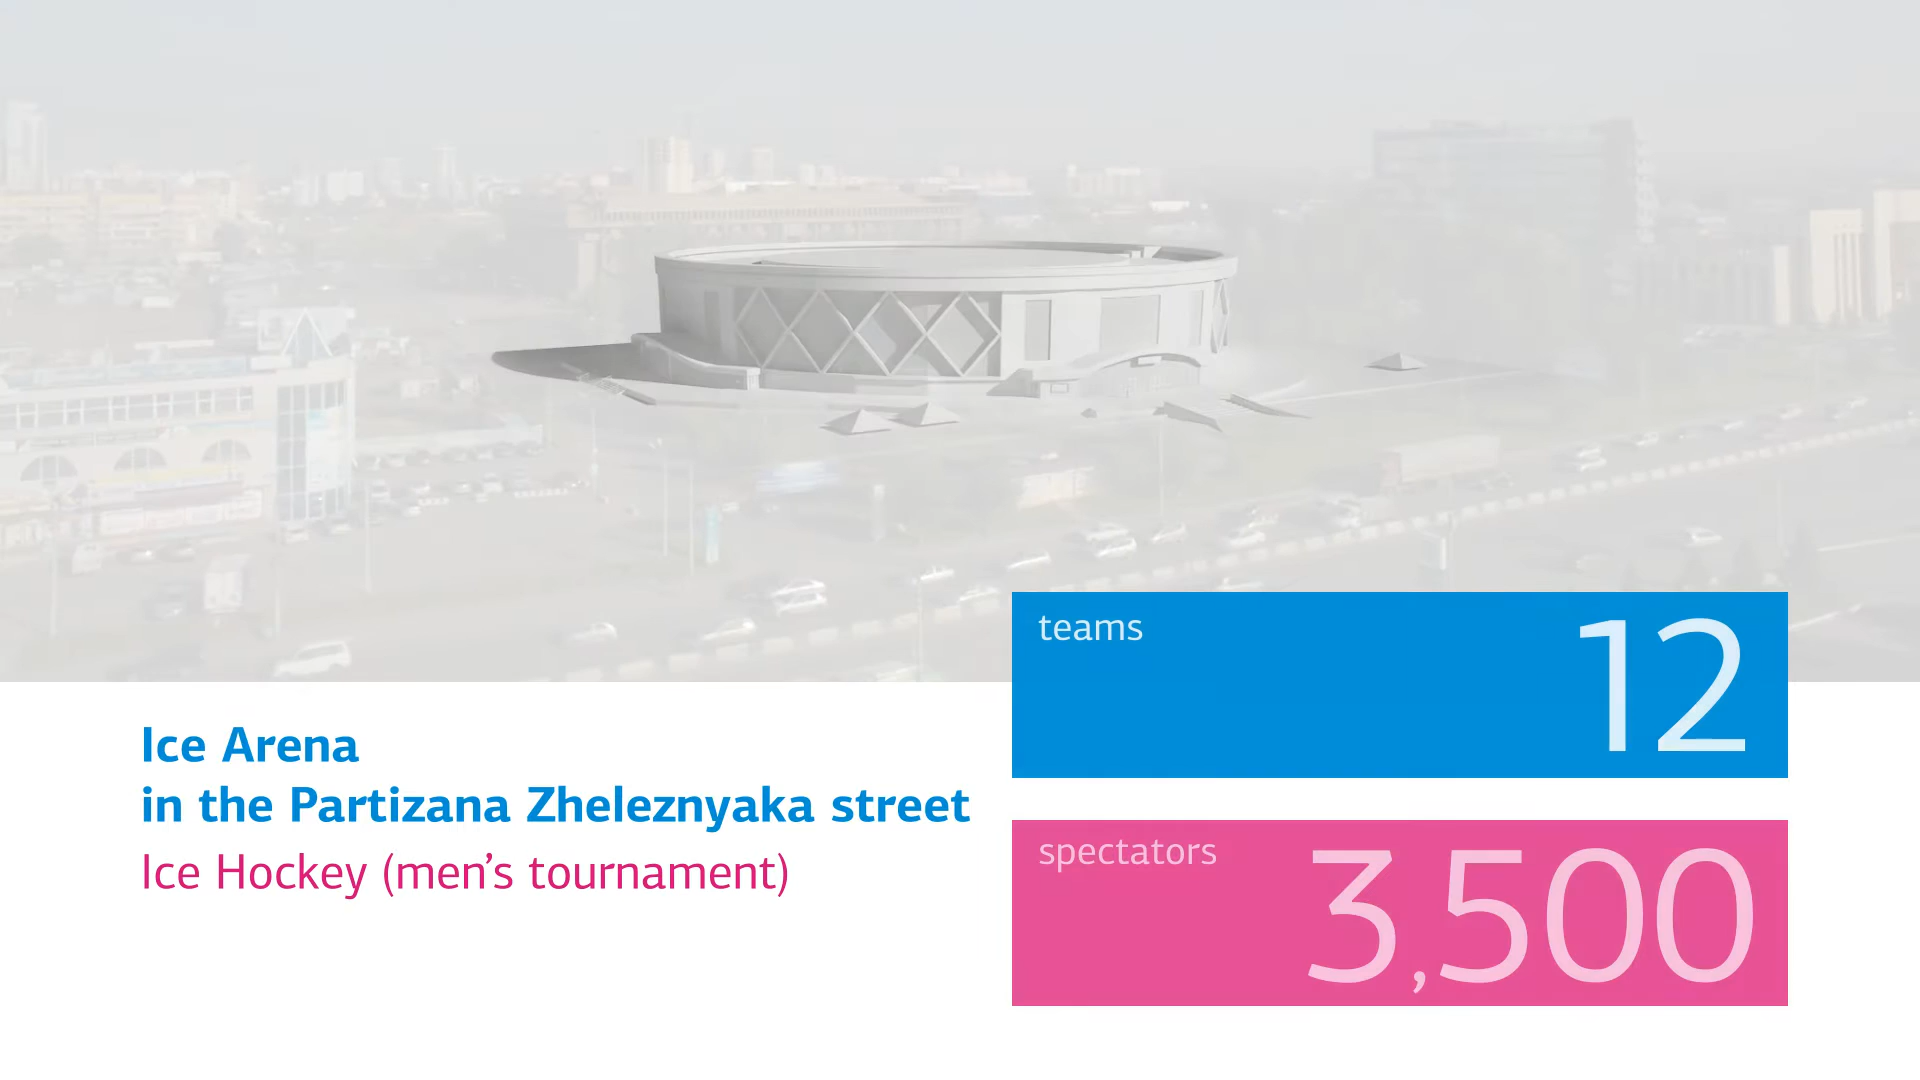 Ice Arena
in the Partizana Zheleznyaka street
Ice Hockey (men’s tournament)
teams
12
spectators
3,500